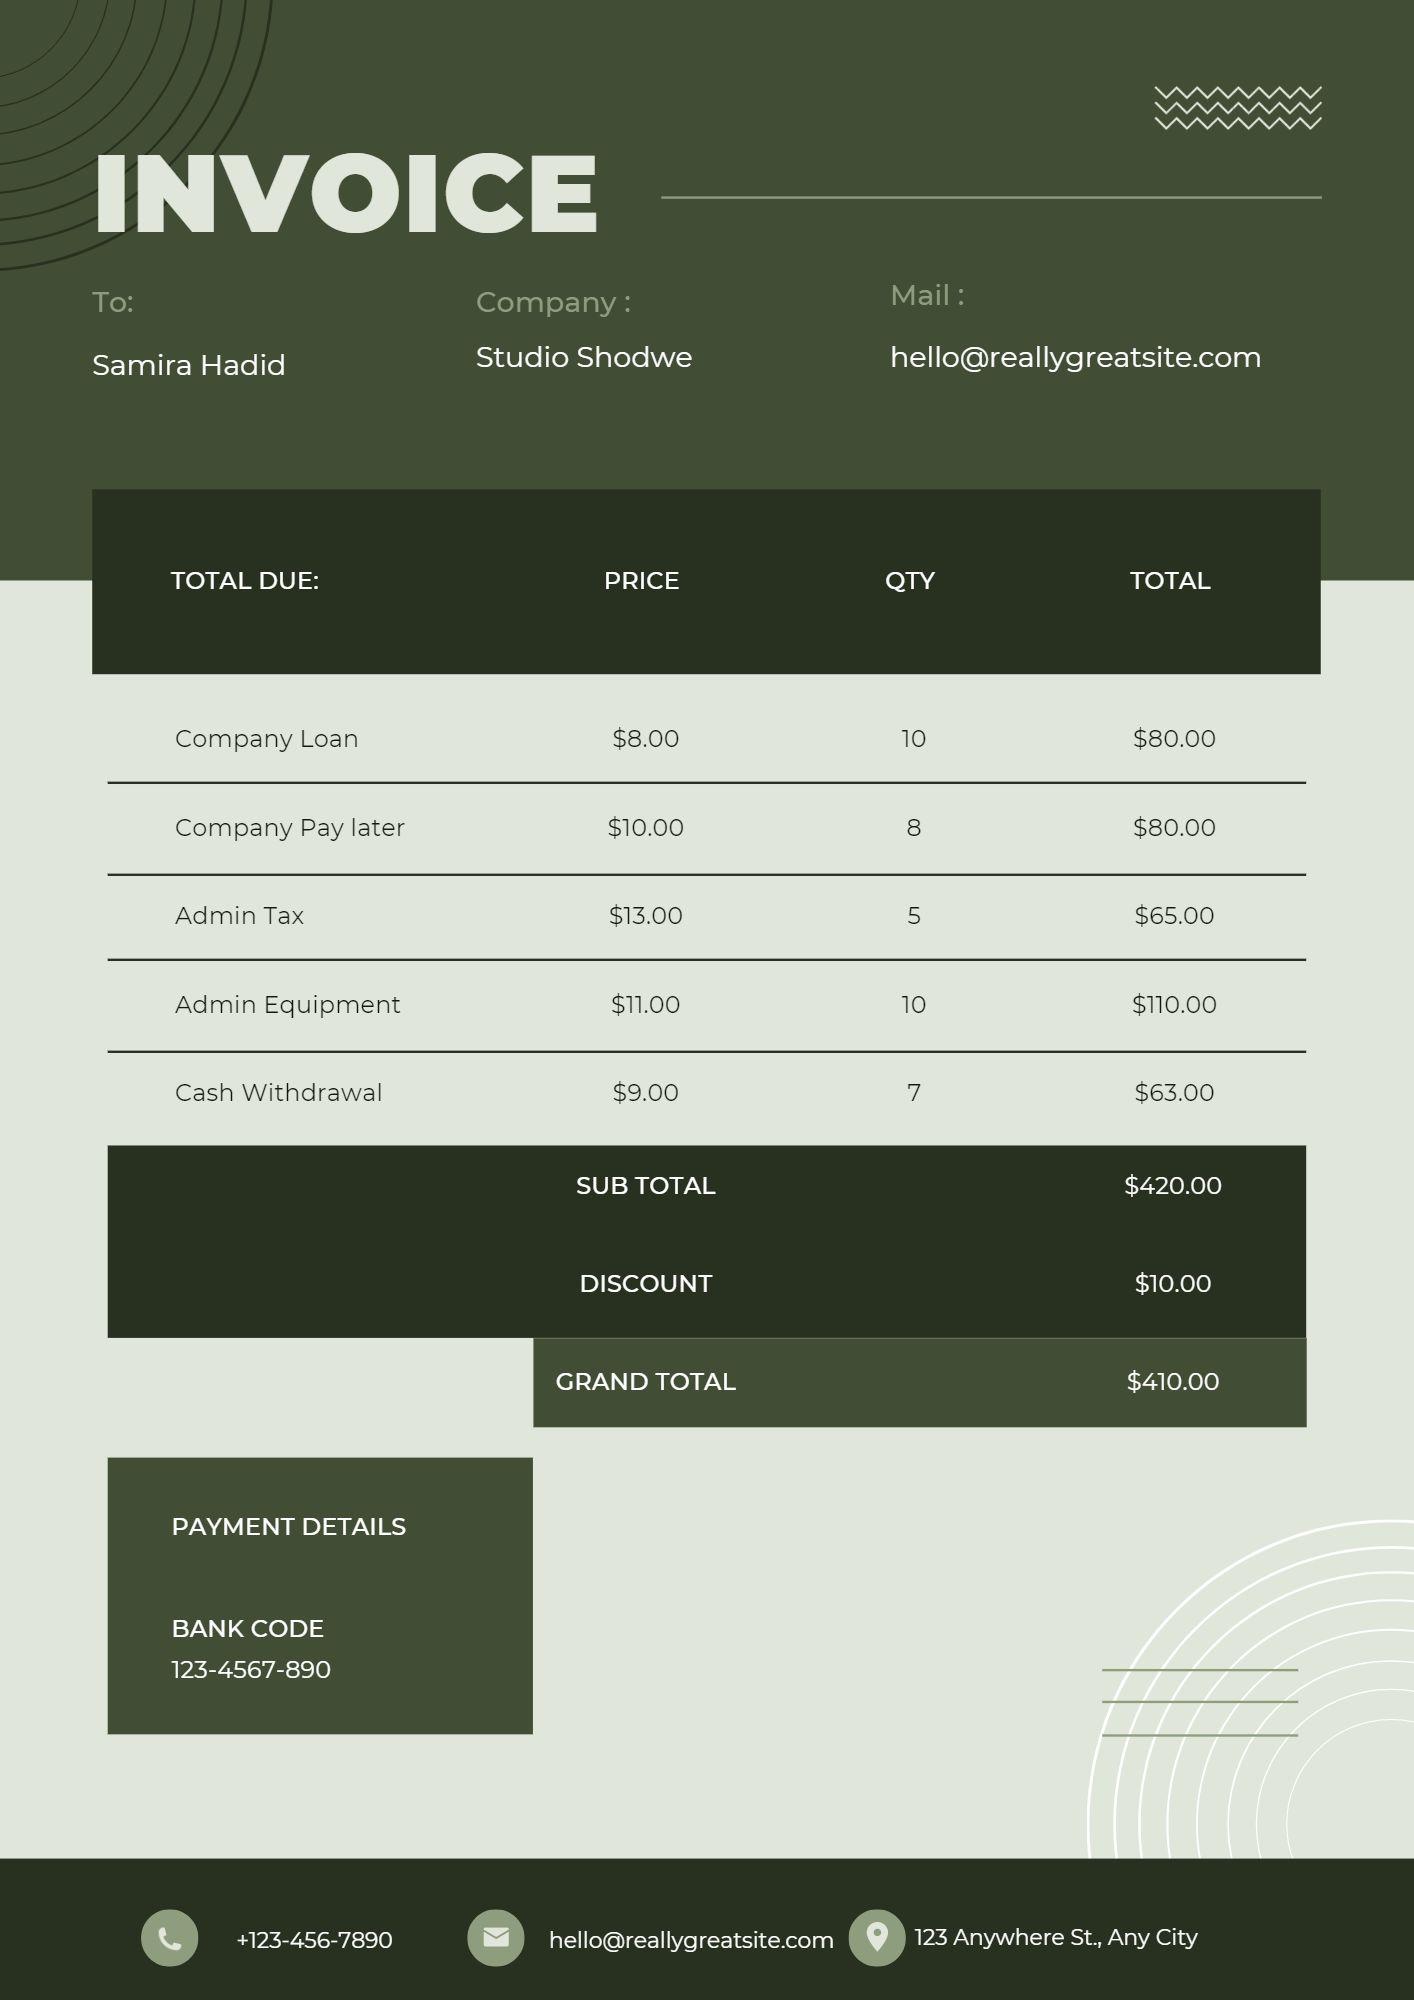 INVOICE
To:
Samira Hadid
Company :
Studio Shodwe
Mail :
hello@reallygreatsite.com
TOTAL DUE: PRICE QTY TOTAL
Company Loan $8.00 10 $80.00
Company Pay later $10.00 8 $80.00
Admin Tax $13.00 5 $65.00
Admin Equipment $11.00 10 $110.00
Cash Withdrawal $9.00 7 $63.00
SUB TOTAL $420.00
DISCOUNT $10.00
GRAND TOTAL $410.00
PAYMENT DETAILS
BANK CODE
123-4567-890
+123-456-7890 hello@reallygreatsite.com 123 Anywhere St., Any City